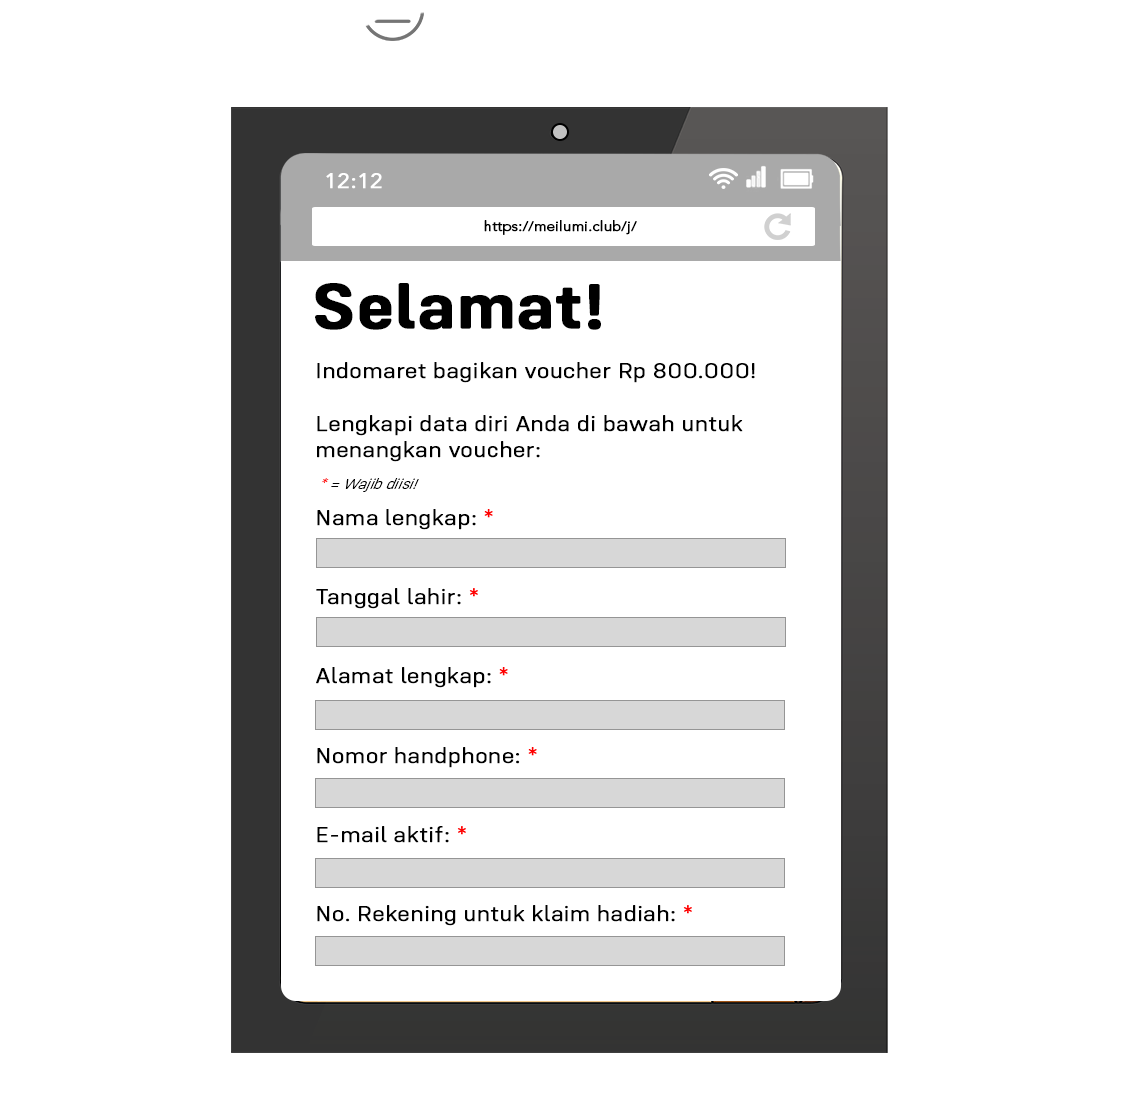 12:12
https://meilumi.club/j/
Selamat!
Indomaret bagikan voucher Rp 800.000!
Lengkapi data diri Anda di bawah untuk
menangkan voucher:
* = Wajib diisi!
Nama lengkap: *
Tanggal lahir: *
Alamat lengkap: *
Nomor handphone: *
E-mail aktif: *
No. Rekening untuk klaim hadiah: *